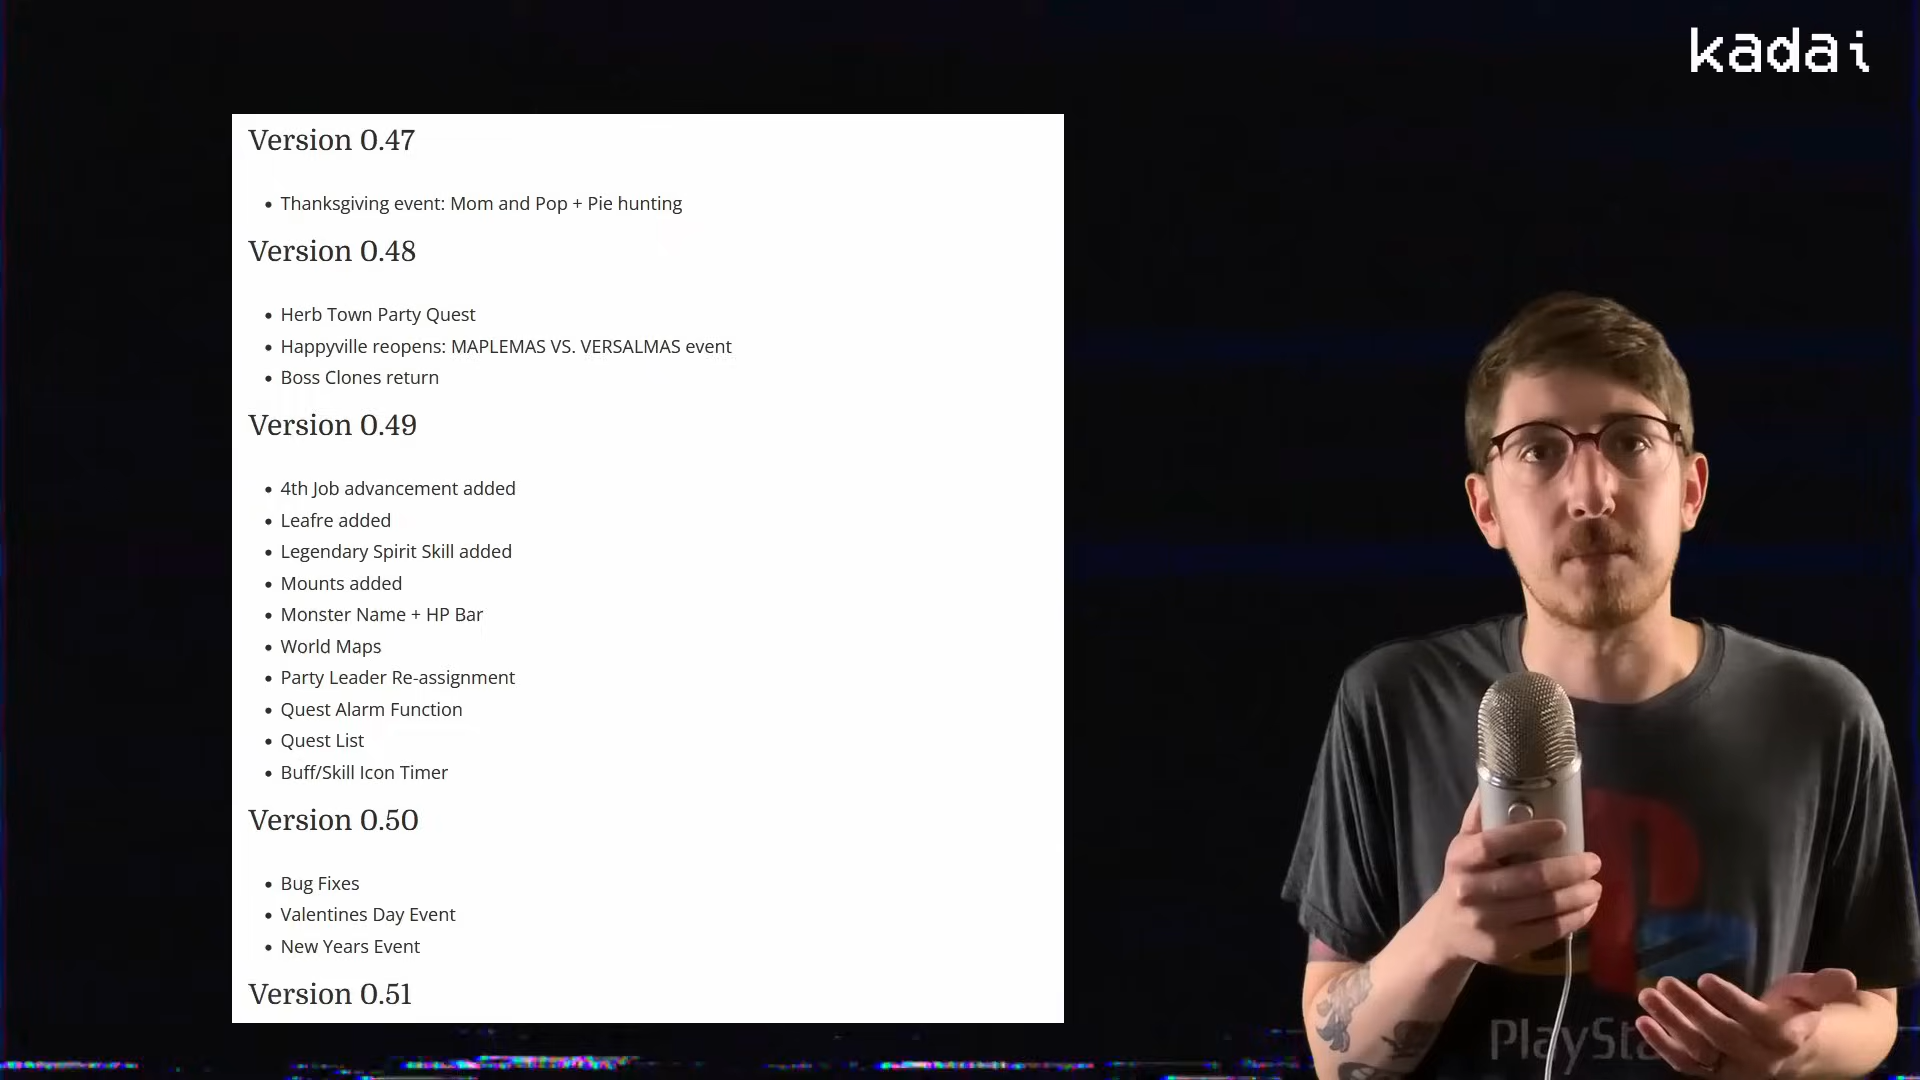 kadai
Version 0.47
• Thanksgiving event: Mom and Pop + Pie hunting
Version 0.48
• Herb Town Party Quest
• Happyville reopens: MAPLEMAS VS. VERSALMAS event
• Boss Clones return
Version 0.49
• 4th Job advancement added
• Leafre added
• Legendary Spirit Skill added
• Mounts added
• Monster Name + HP Bar
• World Maps
• Party Leader Re-assignment
• Quest Alarm Function
• Quest List
• Buff/Skill Icon Timer
Version 0.50
• Bug Fixes
• Valentines Day Event
• New Years Event
Version 0.51
PlaySta